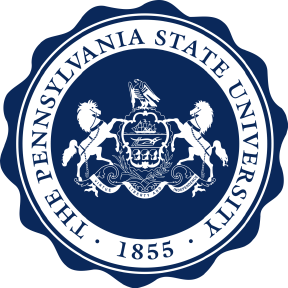 THE PENNSYLVANIA STATE UNIVERSITY
· 1855 ·